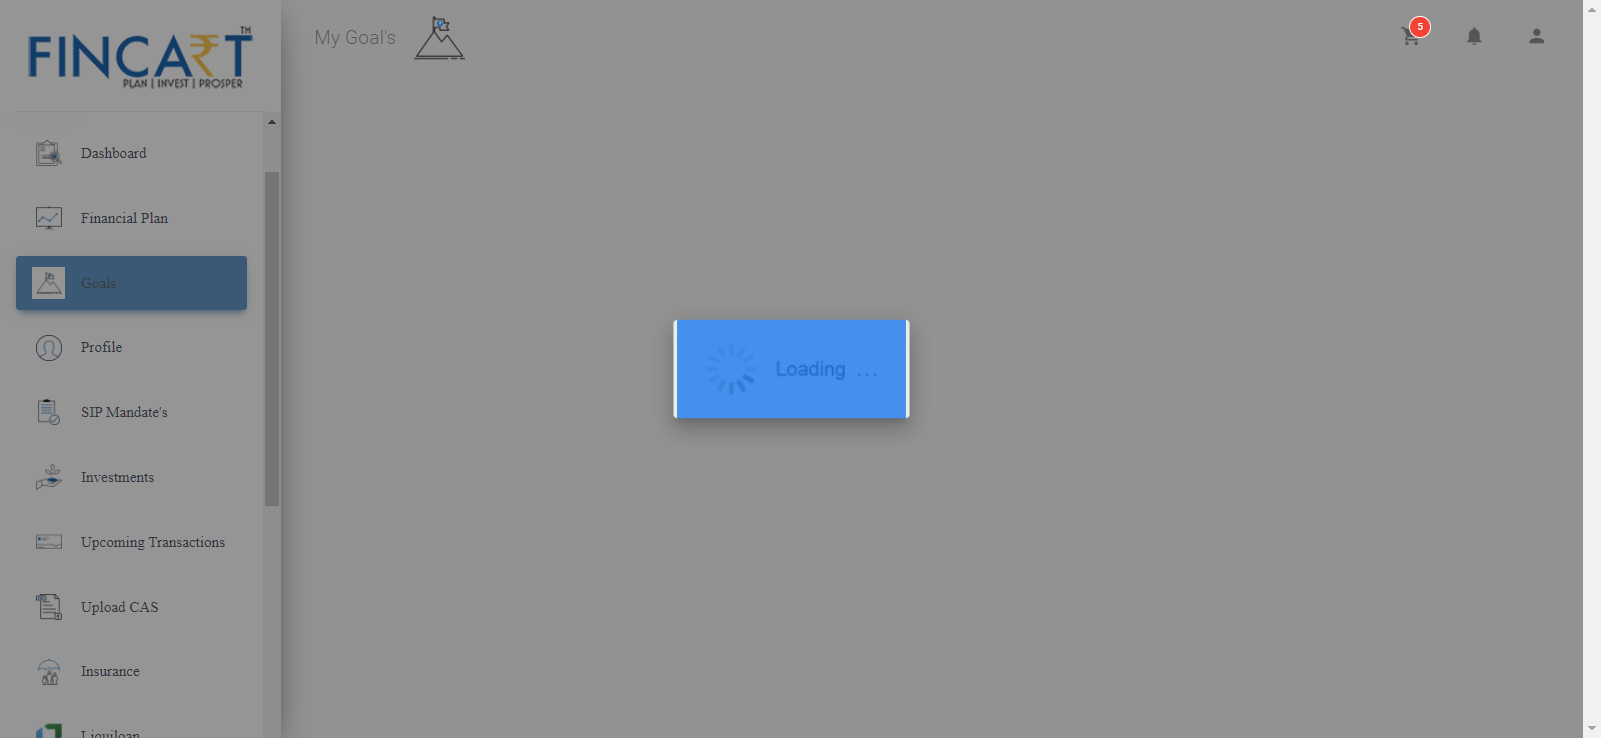 FINCART™
PLAN | INVEST | PROSPER
My Goal's
5
Dashboard
Financial Plan
Goals
Profile
SIP Mandate's
Investments
Upcoming Transactions
Upload CAS
Insurance
Liquiloan
Loading ...